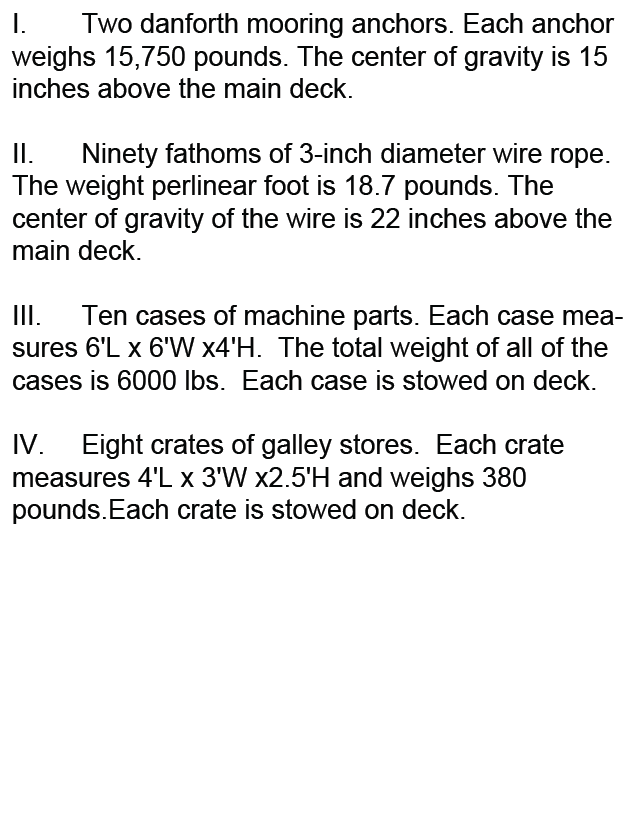 I. Two danforth mooring anchors. Each anchor
weighs 15,750 pounds. The center of gravity is 15
inches above the main deck.
II. Ninety fathoms of 3-inch diameter wire rope.
The weight perlinear foot is 18.7 pounds. The
center of gravity of the wire is 22 inches above the
main deck.
III. Ten cases of machine parts. Each case mea-
sures 6'L x 6'W x4'H. The total weight of all of the
cases is 6000 lbs. Each case is stowed on deck.
IV. Eight crates of galley stores. Each crate
measures 4'L x 3'W x2.5'H and weighs 380
pounds.Each crate is stowed on deck.